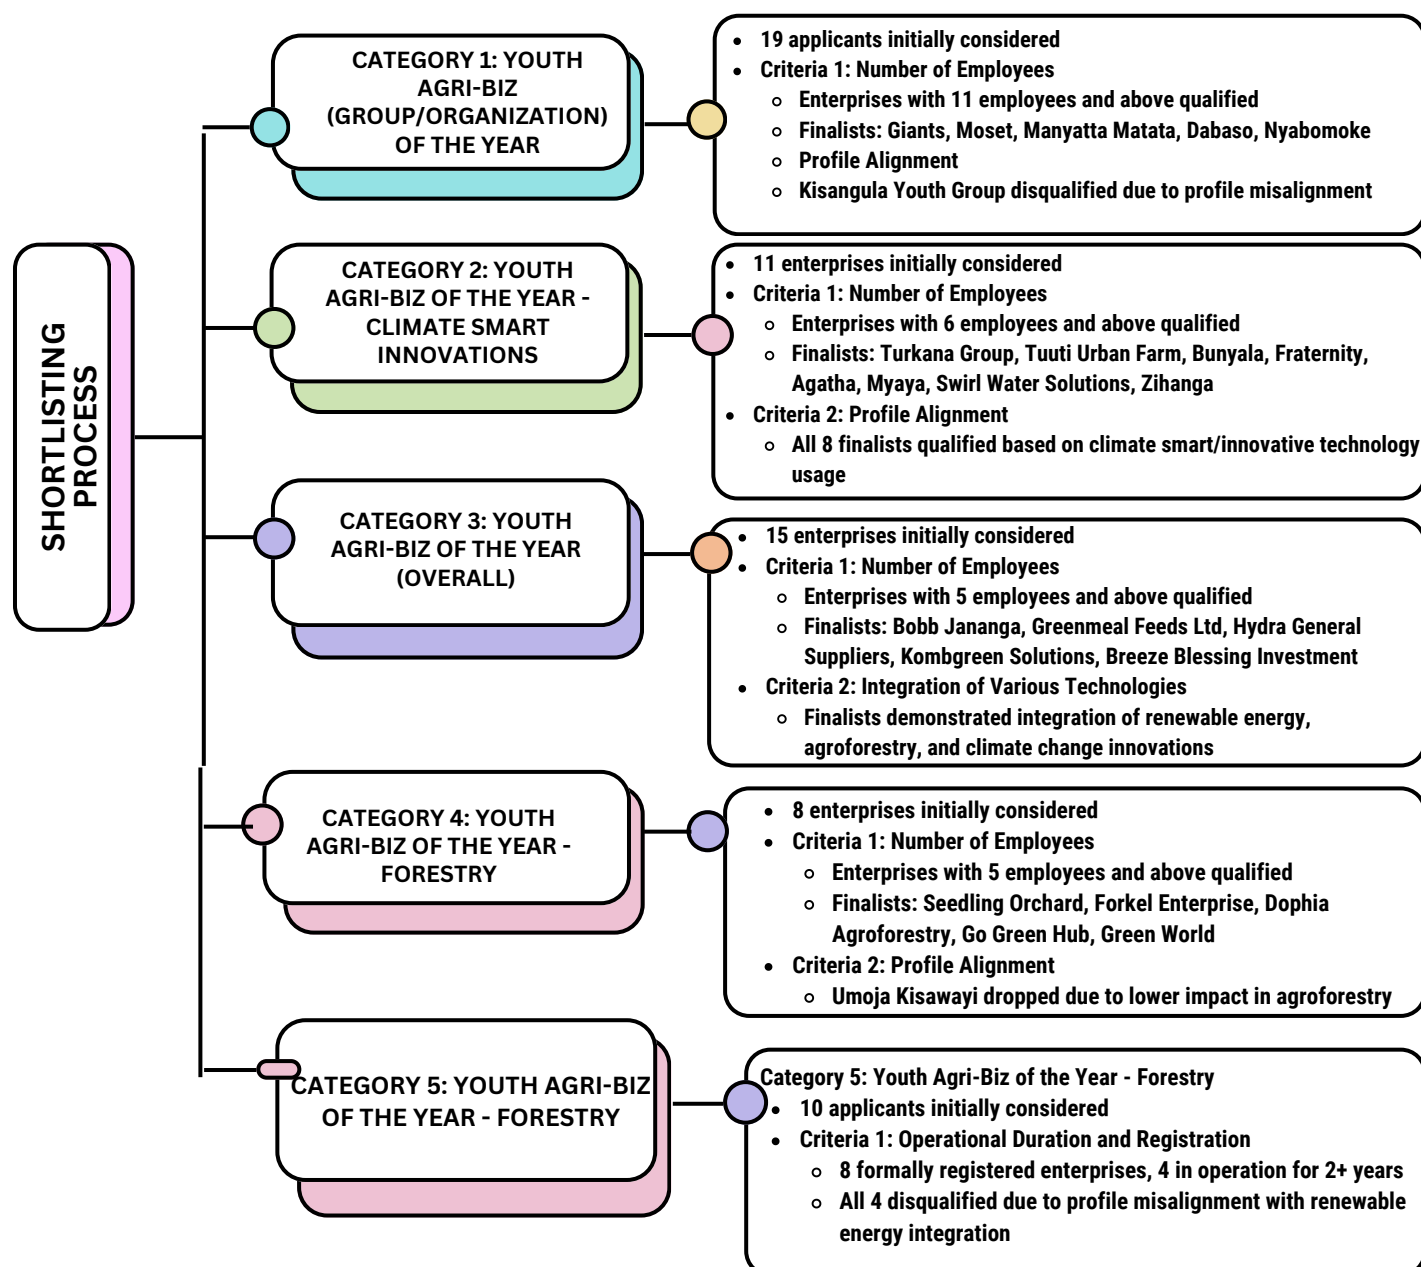 SHORTLISTING
PROCESS
CATEGORY 1: YOUTH
AGRI-BIZ
(GROUP/ORGANIZATION)
OF THE YEAR
• 19 applicants initially considered
• Criteria 1: Number of Employees
○ Enterprises with 11 employees and above qualified
○ Finalists: Giants, Moset, Manyatta Matata, Dabaso, Nyabomoke
○ Profile Alignment
○ Kisangula Youth Group disqualified due to profile misalignment
CATEGORY 2: YOUTH
AGRI-BIZ OF THE YEAR -
CLIMATE SMART
INNOVATIONS
• 11 enterprises initially considered
• Criteria 1: Number of Employees
○ Enterprises with 6 employees and above qualified
○ Finalists: Turkana Group, Tuuti Urban Farm, Bunyala, Fraternity,
Agatha, Myaya, Swirl Water Solutions, Zihanga
• Criteria 2: Profile Alignment
○ All 8 finalists qualified based on climate smart/innovative technology
usage
CATEGORY 3: YOUTH
AGRI-BIZ OF THE YEAR
(OVERALL)
• 15 enterprises initially considered
• Criteria 1: Number of Employees
○ Enterprises with 5 employees and above qualified
○ Finalists: Bobb Jananga, Greenmeal Feeds Ltd, Hydra General
Suppliers, Kombgreen Solutions, Breeze Blessing Investment
• Criteria 2: Integration of Various Technologies
○ Finalists demonstrated integration of renewable energy,
agroforestry, and climate change innovations
CATEGORY 4: YOUTH
AGRI-BIZ OF THE YEAR -
FORESTRY
• 8 enterprises initially considered
• Criteria 1: Number of Employees
○ Enterprises with 5 employees and above qualified
○ Finalists: Seedling Orchard, Forkel Enterprise, Dophia
Agroforestry, Go Green Hub, Green World
• Criteria 2: Profile Alignment
○ Umoja Kisawayi dropped due to lower impact in agroforestry
CATEGORY 5: YOUTH AGRI-BIZ
OF THE YEAR - FORESTRY
Category 5: Youth Agri-Biz of the Year - Forestry
• 10 applicants initially considered
• Criteria 1: Operational Duration and Registration
○ 8 formally registered enterprises, 4 in operation for 2+ years
○ All 4 disqualified due to profile misalignment with renewable
energy integration